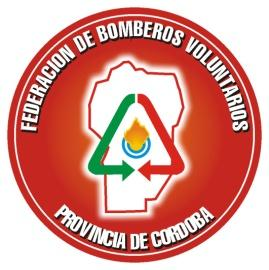 FEDERACION DE BOMBEROS VOLUNTARIOS
PROVINCIA DE CORDOBA